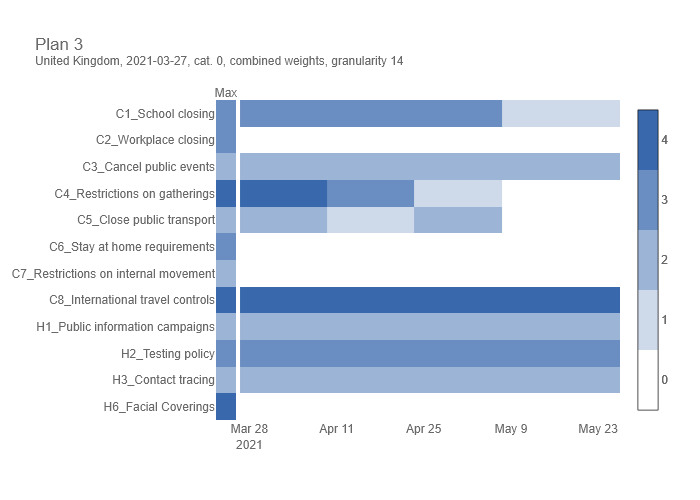 Plan 3
United Kingdom, 2021-03-27, cat. 0, combined weights, granularity 14
Max
C1_School closing
C2_Workplace closing
C3_Cancel public events
C4_Restrictions on gatherings
C5_Close public transport
C6_Stay at home requirements
C7_Restrictions on internal movement
C8_International travel controls
H1_Public information campaigns
H2_Testing policy
H3_Contact tracing
H6_Facial Coverings
Mar 28 Apr 11 Apr 25 May 9 May 23
2021
4
3
2
1
0